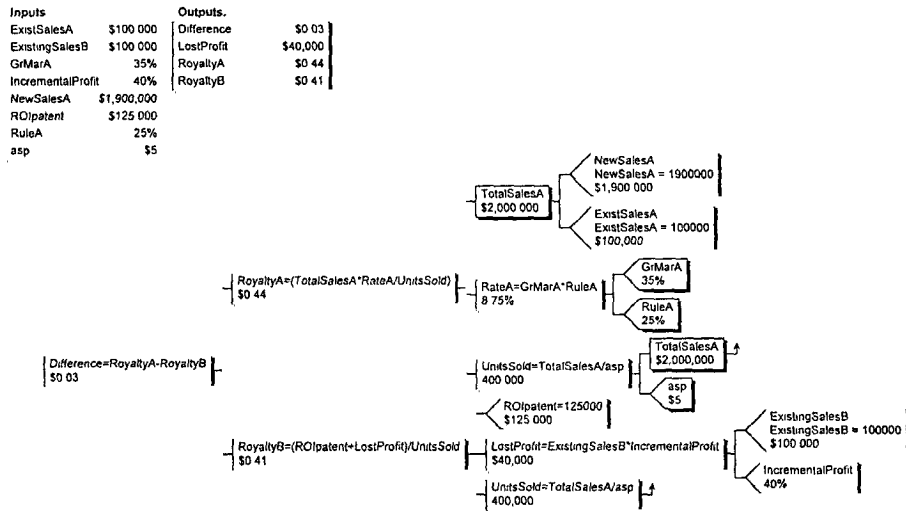 Inputs
ExistSalesA $100 000
ExistingSalesB $100 000
GrMarA 35%
IncrementalProfit 40%
NewSalesA $1,900,000
ROIpatent $125 000
RuleA 25%
asp $5
Outputs.
Difference $0 03
LostProfit $40,000
RoyaltyA $0 44
RoyaltyB $0 41
NewSalesA
NewSalesA = 1900000
$1,900 000
TotalSalesA
$2,000 000
ExistSalesA
ExistSalesA = 100000
$100,000
GrMarA
35%
RoyaltyA=(TotalSalesA*RateA/UnitsSold)
$0 44
RateA=GrMarA*RuleA
8 75%
RuleA
25%
TotalSalesA
$2,000,000
Difference=RoyaltyA-RoyaltyB
$0 03
UnitsSold=TotalSalesA/asp
400 000
asp
$5
ROIpatent=125000
$125 000
ExistingSalesB
ExistingSalesB = 100000
$100 000
RoyaltyB=(ROIpatent+LostProfit)/UnitsSold
$0 41
LostProfit=ExistingSalesB*IncrementalProfit
$40,000
IncrementalProfit
40%
UnitsSold=TotalSalesA/asp
400,000